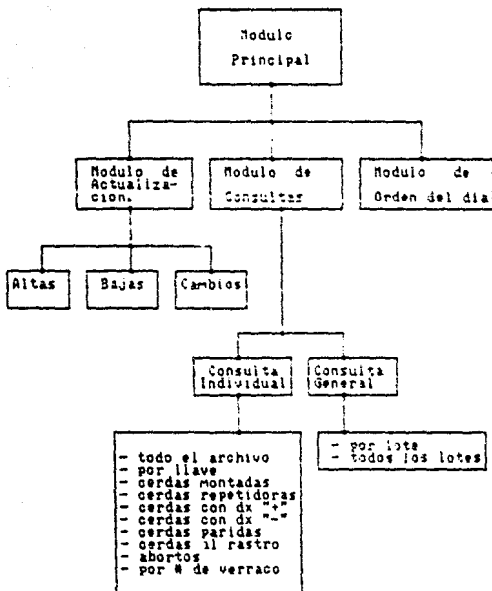 Modulo
Principal
Modulo de
Actualiza-
cion.
Modulo de
Consultas
Modulo de
Orden del dia
Altas
Bajas
Cambios
Consulta
Individual
Consulta
General
- todo el archivo
- por llave
- cerdas montadas
- cerdas repetidoras
- cerdas con dx "+"
- cerdas con dx "-"
- cerdas paridas
- cerdas al rastro
- abortos
- por # de verraco
- por lote
- todos los lotes